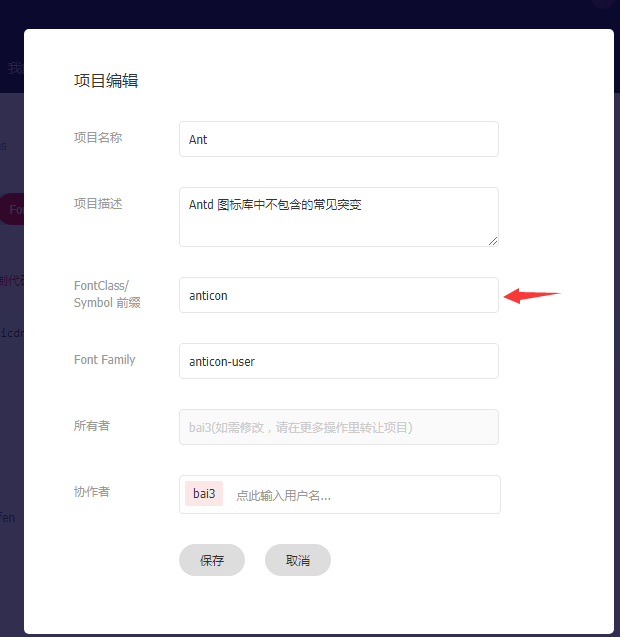 项目编辑
项目名称
Ant
项目描述
Antd 图标库中不包含的常见突变
FontClass/
Symbol 前缀
anticon
Font Family
anticon-user
所有者
bai3(如需修改，请在更多操作里转让项目)
协作者
bai3 点此输入用户名...
保存 取消